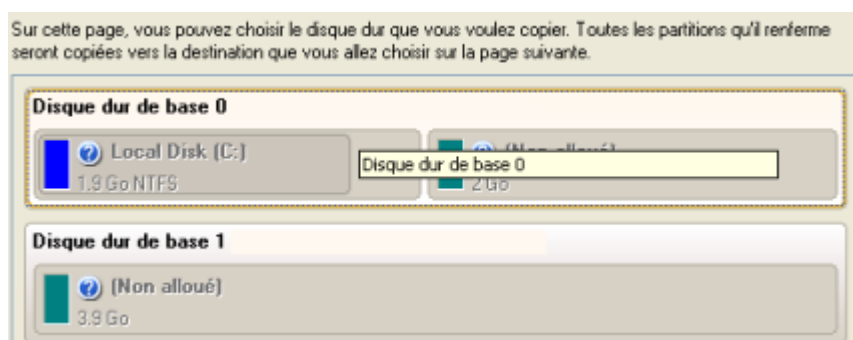 Sur cette page, vous pouvez choisir le disque dur que vous voulez copier. Toutes les partitions qu'il renferme
seront copiées vers la destination que vous allez choisir sur la page suivante.
Disque dur de base 0
Local Disk (C:)
1.9 Go NTFS
(Non alloué)
2 Go
Disque dur de base 0
Disque dur de base 1
(Non alloué)
3.9 Go